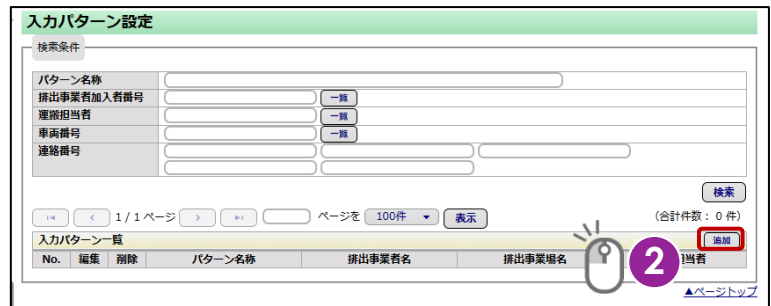 入力パターン設定
検索条件
パターン名称
排出事業者加入者番号 一覧
運搬担当者 一覧
車両番号 一覧
連絡番号
検索
1 / 1 ページ ページを 100件 表示 (合計件数： 0 件)
入力パターン一覧 追加
No. 編集 削除 パターン名称 排出事業者名 排出事業場名 当者
2
▲ページトップ